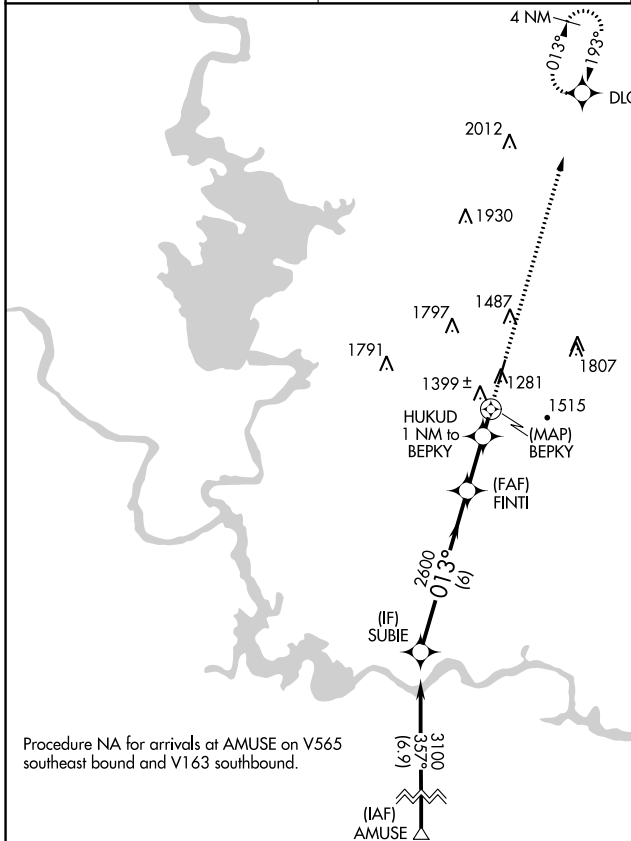 4 NM
013°
193°
2012
1930
1797
1487
1791
1807
1399 ±
1281
1515
HUKUD
1 NM to
BEPKY
(MAP)
BEPKY
(FAF)
FINTI
2600
013°
(6)
(IF)
SUBIE
3100
357°
(6.9)
Procedure NA for arrivals at AMUSE on V565
southeast bound and V163 southbound.
(IAF)
AMUSE